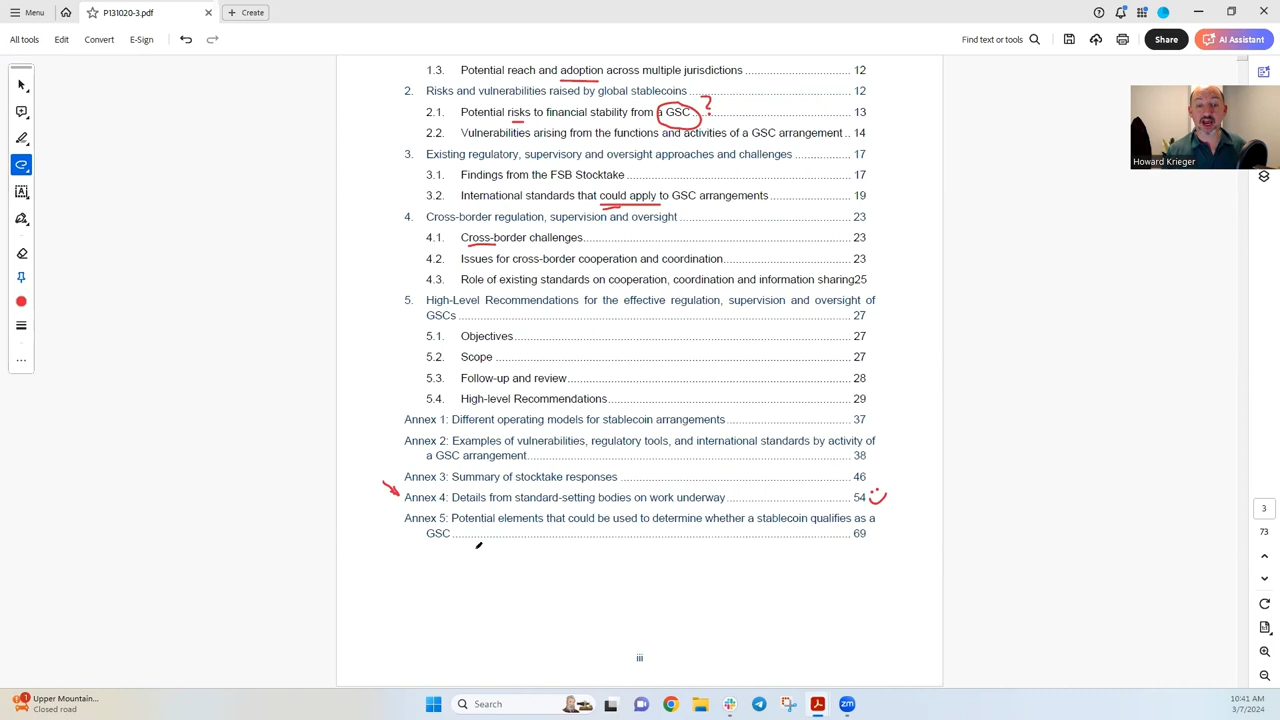 Menu
P131020-3.pdf
Create
All tools Edit Convert E-Sign
Find text or tools
Share
AI Assistant
1.3. Potential reach and adoption across multiple jurisdictions 12
2. Risks and vulnerabilities raised by global stablecoins 12
2.1. Potential risks to financial stability from a GSC 13
?
2.2. Vulnerabilities arising from the functions and activities of a GSC arrangement .. 14
3. Existing regulatory, supervisory and oversight approaches and challenges 17
3.1. Findings from the FSB Stocktake 17
3.2. International standards that could apply to GSC arrangements 19
4. Cross-border regulation, supervision and oversight 23
4.1. Cross-border challenges 23
4.2. Issues for cross-border cooperation and coordination 23
4.3. Role of existing standards on cooperation, coordination and information sharing25
5. High-Level Recommendations for the effective regulation, supervision and oversight of
GSCs 27
5.1. Objectives 27
5.2. Scope 27
5.3. Follow-up and review 28
5.4. High-level Recommendations 29
Annex 1: Different operating models for stablecoin arrangements 37
Annex 2: Examples of vulnerabilities, regulatory tools, and international standards by activity of
a GSC arrangement 38
Annex 3: Summary of stocktake responses 46
Annex 4: Details from standard-setting bodies on work underway 54
Annex 5: Potential elements that could be used to determine whether a stablecoin qualifies as a
GSC 69
iii
Howard Krieger
3
73
1
Upper Mountain...
Closed road
Search
zm
10:41 AM
3/7/2024